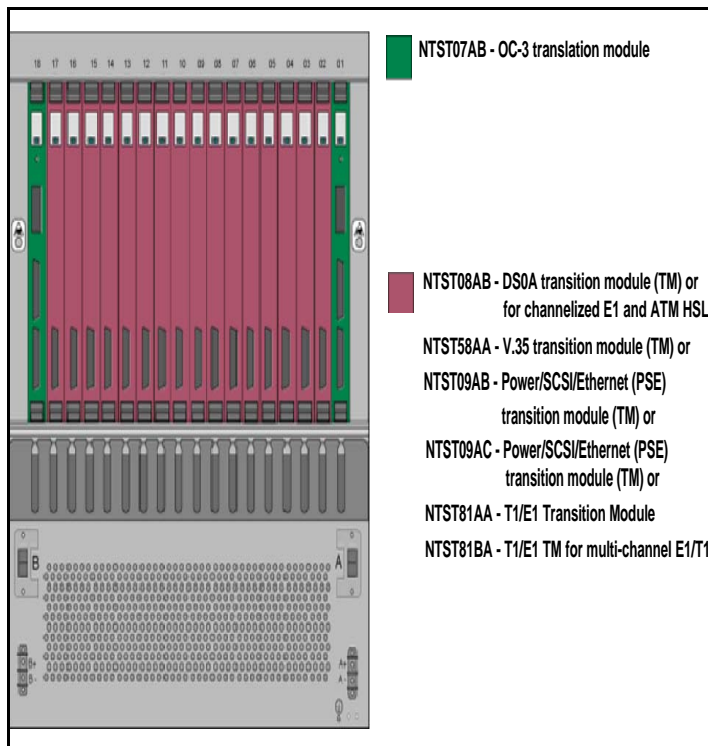 18 17 16 15 14 13 12 11 10 09 08 07 06 05 04 03 02 01
NTST07AB - OC-3 translation module
NTST08AB - DS0A transition module (TM) or
for channelized E1 and ATM HSL
NTST58AA - V.35 transition module (TM) or
NTST09AB - Power/SCSI/Ethernet (PSE)
transition module (TM) or
NTST09AC - Power/SCSI/Ethernet (PSE)
transition module (TM) or
NTST81AA - T1/E1 Transition Module
NTST81BA - T1/E1 TM for multi-channel E1/T1
B A
B+ A+
B - A -